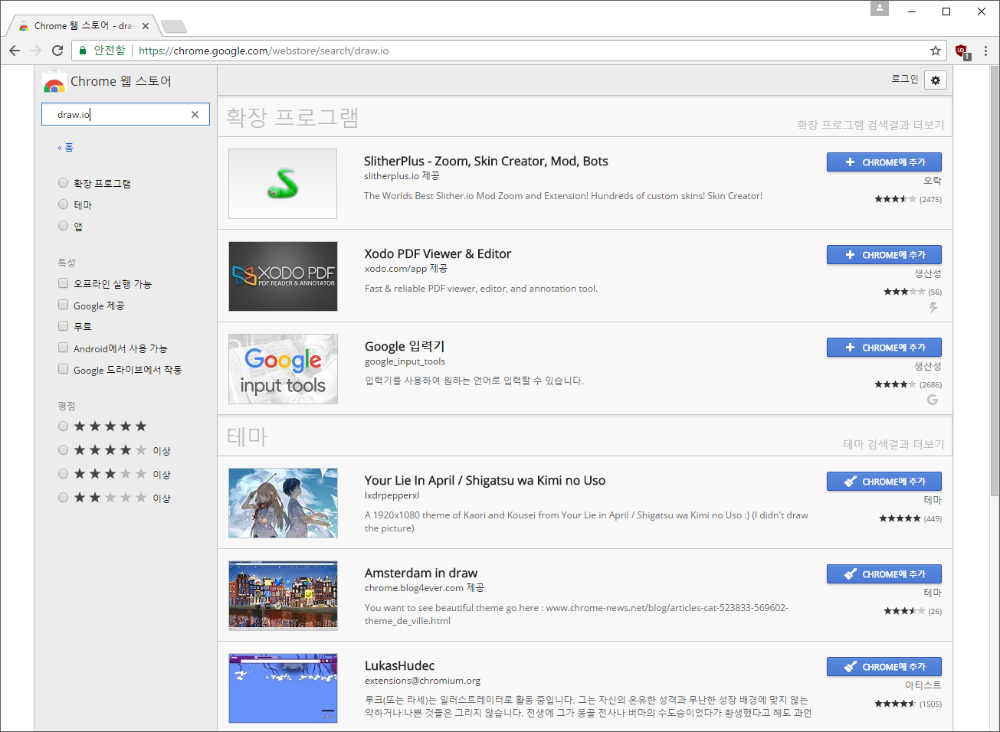 Chrome 웹 스토어 - draw
안전함
https://chrome.google.com/webstore/search/draw.io
1
Chrome 웹 스토어
로그인
draw.io
« 홈
확장 프로그램
테마
앱
특성
오프라인 실행 가능
Google 제공
무료
Android에서 사용 가능
Google 드라이브에서 작동
평점
이상
이상
이상
확장 프로그램
확장 프로그램 검색결과 더보기
SlitherPlus - Zoom, Skin Creator, Mod, Bots
slitherplus.io 제공
The Worlds Best Slither.io Mod Zoom and Extension! Hundreds of custom skins! Skin Creator!
CHROME에 추가
오락
(2475)
XODO PDF
PDF READER & ANNOTATOR
Xodo PDF Viewer & Editor
xodo.com/app 제공
Fast & reliable PDF viewer, editor, and annotation tool.
CHROME에 추가
생산성
(56)
Google
input tools
Google 입력기
google_input_tools
입력기를 사용하여 원하는 언어로 입력할 수 있습니다.
CHROME에 추가
생산성
(2686)
테마
테마 검색결과 더보기
Your Lie In April / Shigatsu wa Kimi no Uso
lxdrpepperxl
A 1920x1080 theme of Kaori and Kousei from Your Lie in April / Shigatsu wa Kimi no Uso :) (I didn't draw
the picture)
CHROME에 추가
테마
(449)
Amsterdam in draw
chrome.blog4ever.com 제공
You want to see beautiful theme go here : www.chrome-news.net/blog/articles-cat-523833-569602-
theme_de_ville.html
CHROME에 추가
테마
(26)
LukasHudec
extensions@chromium.org
루크(또는 라세)는 일러스트레이터로 활동 중입니다. 그는 자신의 온유한 성격과 무난한 성장 배경에 맞지 않는
악하거나 나쁜 것들은 그리지 않습니다. 전생에 그가 몽골 전사나 버마의 수도승이었다가 환생했다고 해도 과언
CHROME에 추가
아티스트
(1505)